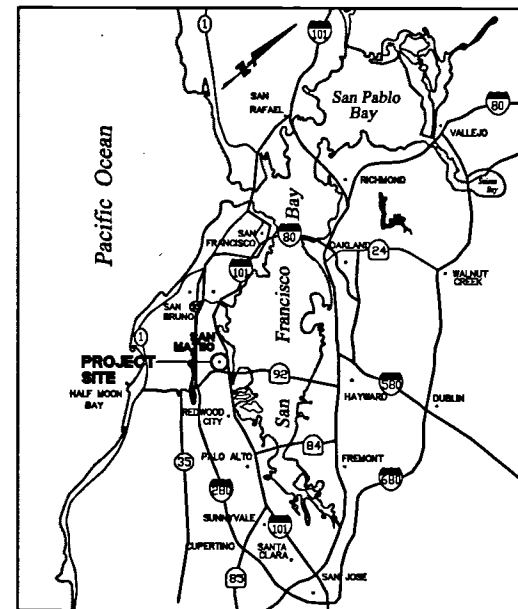 1
101
SAN
RAFAEL
San Pablo
Bay
80
VALLEJO
Suisun
Bay
RICHMOND
Pacific Ocean
Bay
SAN
FRANCISCO
80
OAKLAND
24
WALNUT
CREEK
101
SAN
BRUNO
Francisco
1
SAN
MATEO
PROJECT
SITE
HALF MOON
BAY
92
HAYWARD
580
DUBLIN
REDWOOD
CITY
San
84
35
PALO ALTO
FREMONT
280
680
SUNNYVALE
101
CUPERTINO
SANTA
CLARA
85
SAN JOSE